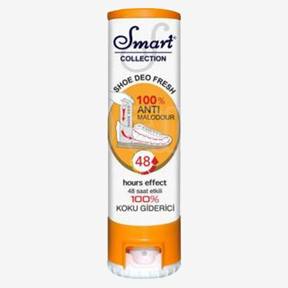 Smart®
COLLECTION
SHOE DEO FRESH
100%
ANTI
MALODOUR
48
hours effect
48 saat etkili
100%
KOKU GİDERİCİ